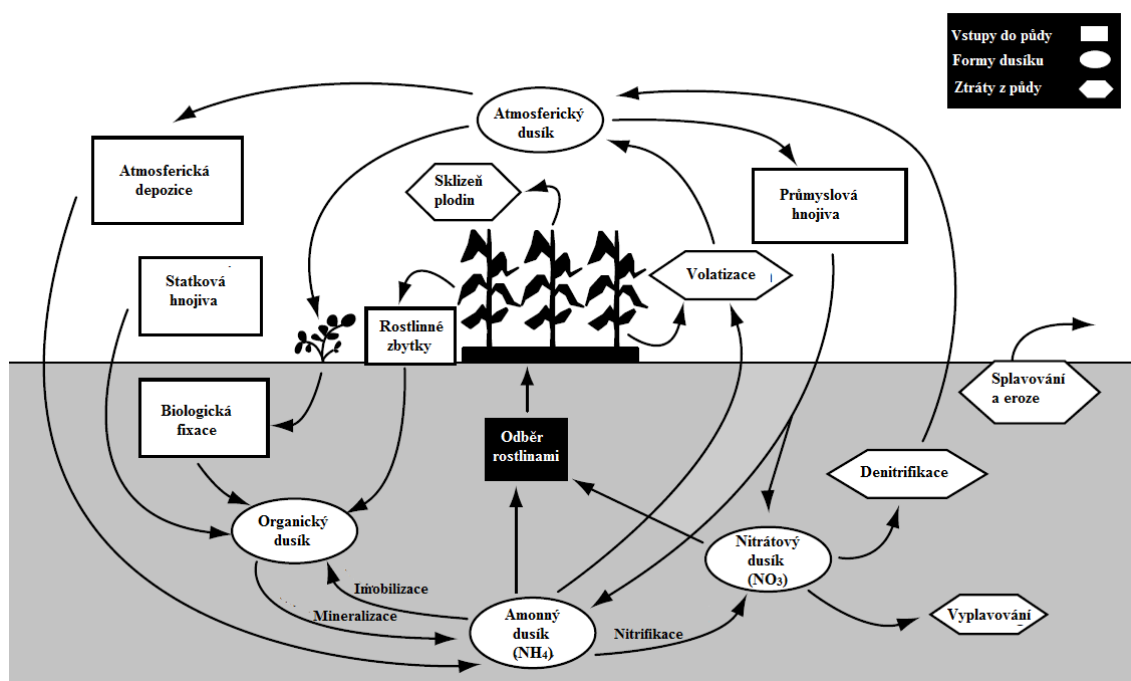 Vstupy do půdy
Formy dusíku
Ztráty z půdy
Atmosferický
dusík
Atmosferická
depozice
Sklizeň
plodin
Průmyslová
hnojiva
Statková
hnojiva
Volatizace
Rostlinné
zbytky
Splavování
a eroze
Biologická
fixace
Odběr
rostlinami
Denitrifikace
Organický
dusík
Nitrátový
dusík
(NO₃)
Imobilizace
Mineralizace
Amonný
dusík
(NH₄)
Nitrifikace
Vyplavování